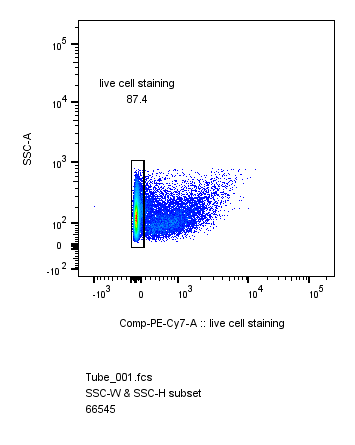 10^5
live cell staining
87.4
10^4
SSC-A
10^3
10^2
0
-10^2
-10^3 0 10^3 10^4 10^5
Comp-PE-Cy7-A :: live cell staining
Tube_001.fcs
SSC-W & SSC-H subset
66545